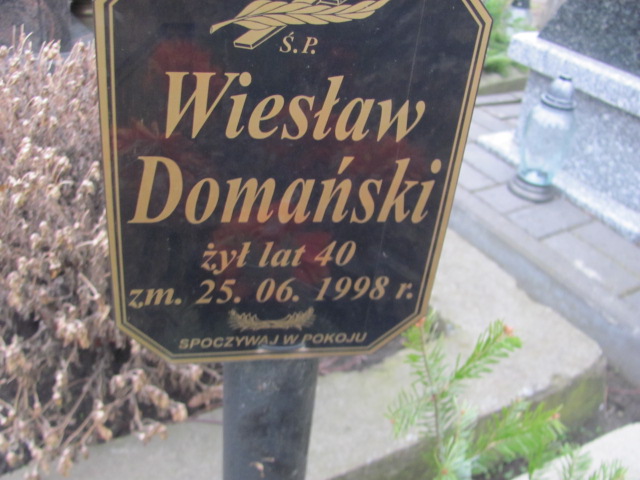 Ś.P.
Wiesław
Domański
żył lat 40
zm. 25. 06. 1998 r.
SPOCZYWAJ W POKOJU